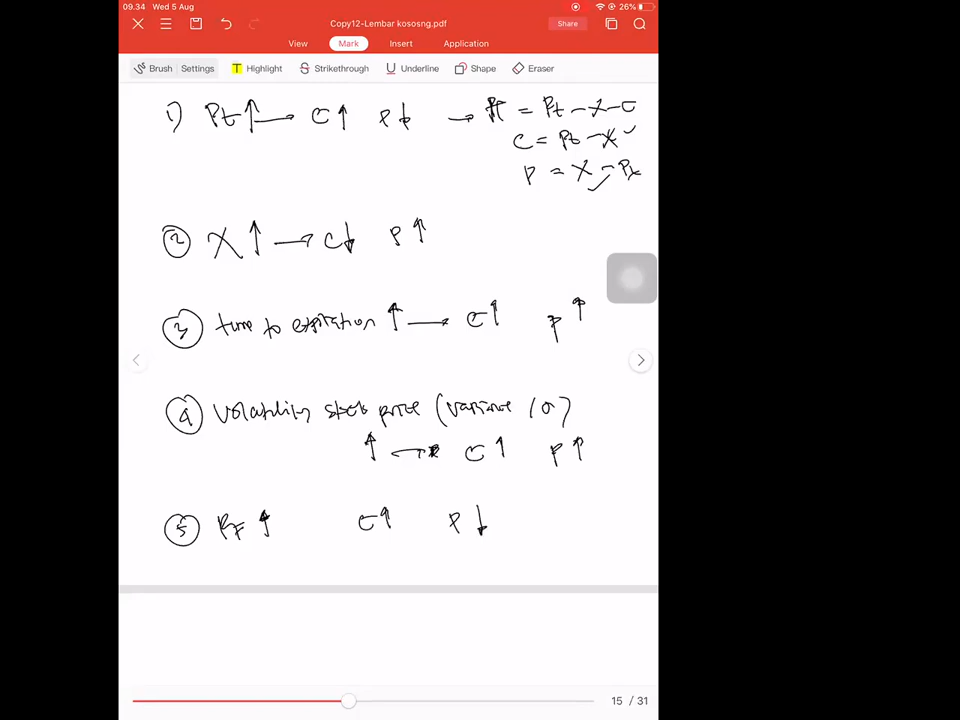 09.34 Wed 5 Aug
26%
Copy12-Lembar kososng.pdf
Share
View Mark Insert Application
Brush Settings T Highlight S Strikethrough U Underline Shape Eraser
1) Pt↑ → C↑ P↓ → π = Pt - X - C
C = Pt - X ✓
P = X - Pt ✓
② X↑ → C↓ P↑
③ time to expiration ↑ → C↑ P↑
④ Volatility stock price (variance / σ)
↑ → C↑ P↑
⑤ RF↑ C↑ P↓
15 / 31